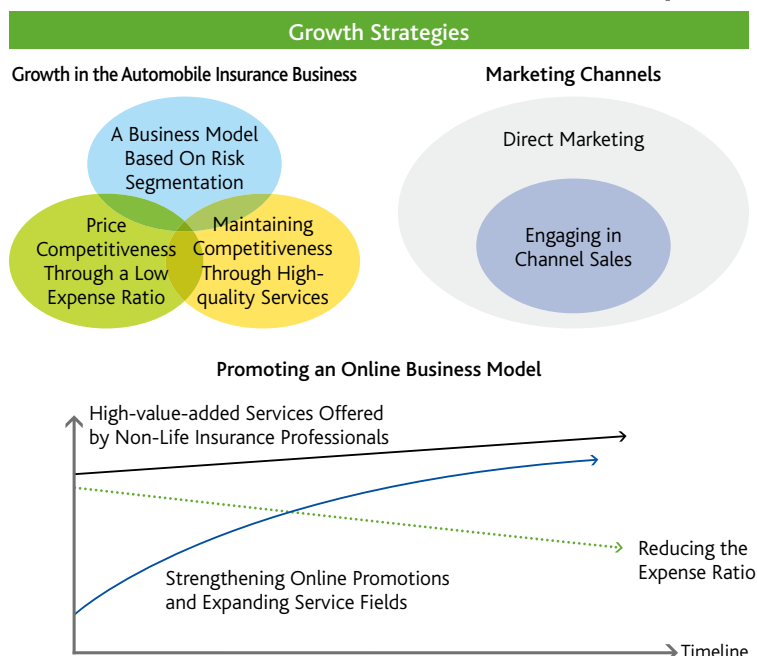 Growth Strategies
Growth in the Automobile Insurance Business
A Business Model
Based On Risk
Segmentation
Price
Competitiveness
Through a Low
Expense Ratio
Maintaining
Competitiveness
Through High-
quality Services
Marketing Channels
Direct Marketing
Engaging in
Channel Sales
Promoting an Online Business Model
High-value-added Services Offered
by Non-Life Insurance Professionals
Strengthening Online Promotions
and Expanding Service Fields
Reducing the
Expense Ratio
Timeline